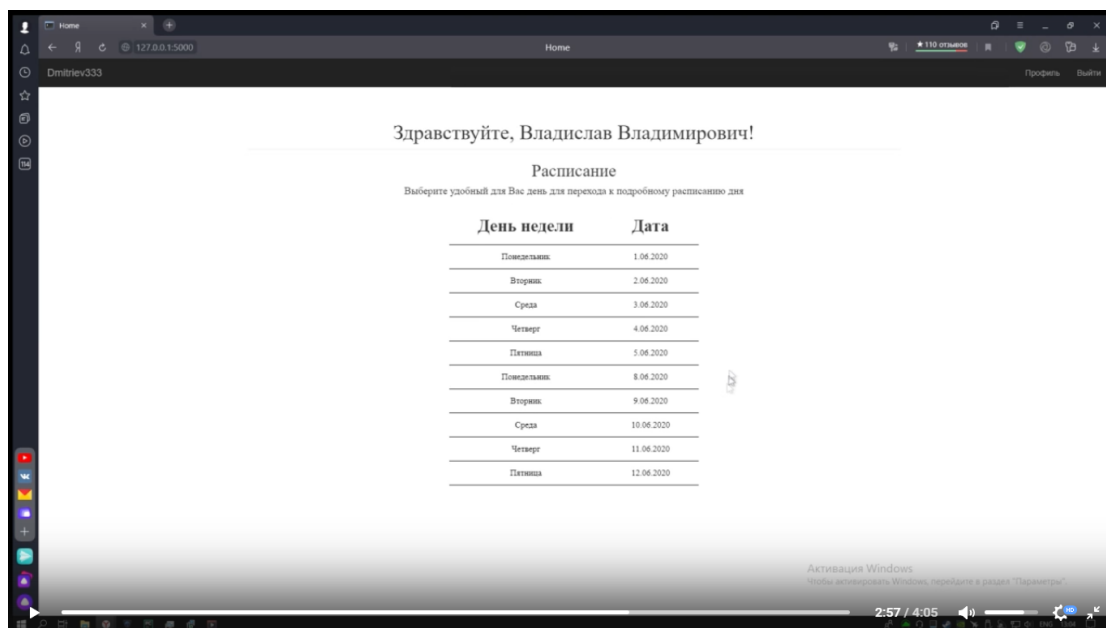 Home
127.0.0.1:5000
Home
★ 110 отзывов
Dmitriev333
Профиль Выйти
114
Здравствуйте, Владислав Владимирович!
Расписание
Выберите удобный для Вас день для перехода к подробному расписанию дня
День недели Дата
Понедельник 1.06.2020
Вторник 2.06.2020
Среда 3.06.2020
Четверг 4.06.2020
Пятница 5.06.2020
Понедельник 8.06.2020
Вторник 9.06.2020
Среда 10.06.2020
Четверг 11.06.2020
Пятница 12.06.2020
Активация Windows
Чтобы активировать Windows, перейдите в раздел "Параметры".
2:57 / 4:05
HD
ENG